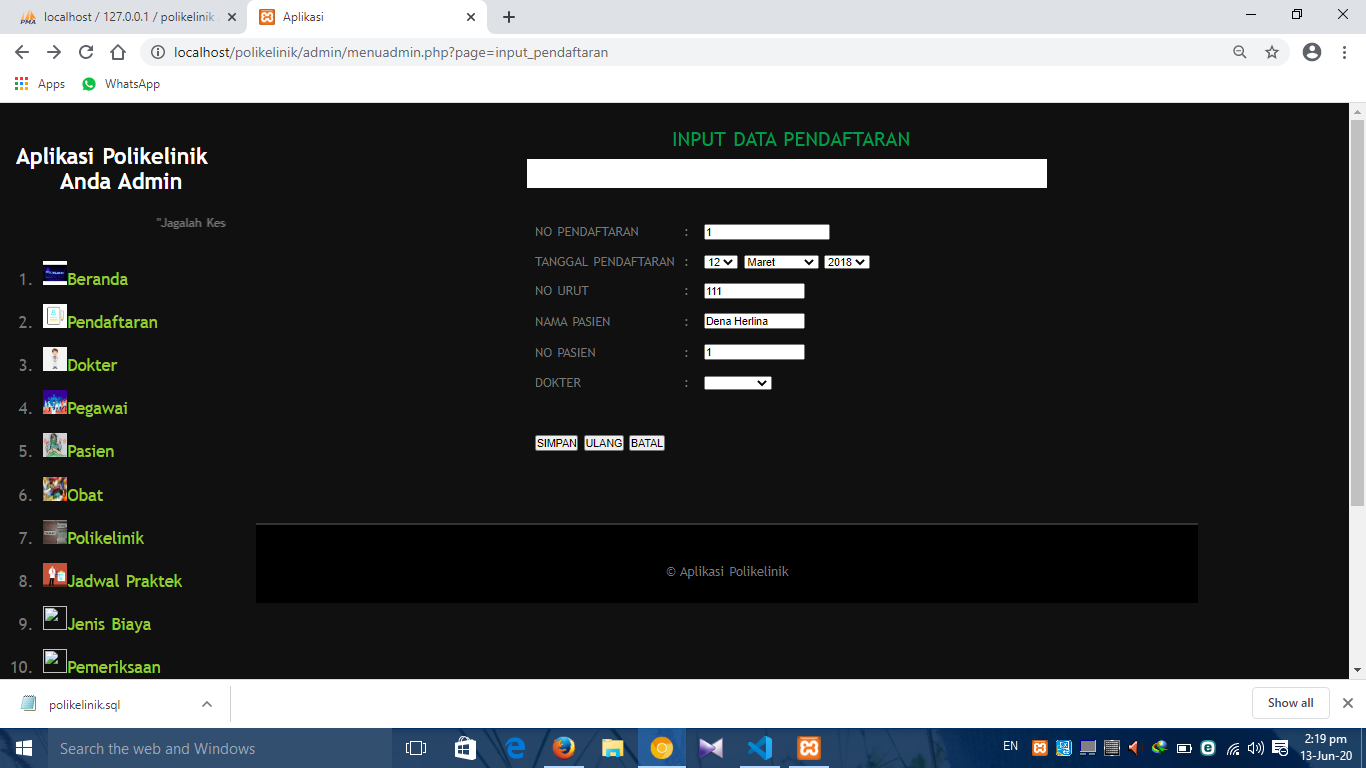 localhost / 127.0.0.1 / polikelinik
Aplikasi
localhost/polikelinik/admin/menuadmin.php?page=input_pendaftaran
Apps
WhatsApp
Aplikasi Polikelinik
Anda Admin
"Jagalah Kes
1. Beranda
2. Pendaftaran
3. Dokter
4. Pegawai
5. Pasien
6. Obat
7. Polikelinik
8. Jadwal Praktek
9. Jenis Biaya
10. Pemeriksaan
INPUT DATA PENDAFTARAN
NO PENDAFTARAN : 1
TANGGAL PENDAFTARAN : 12 Maret 2018
NO URUT : 111
NAMA PASIEN : Dena Herlina
NO PASIEN : 1
DOKTER :
SIMPAN ULANG BATAL
© Aplikasi Polikelinik
polikelinik.sql
Show all
Search the web and Windows
EN
2:19 pm
13-Jun-20